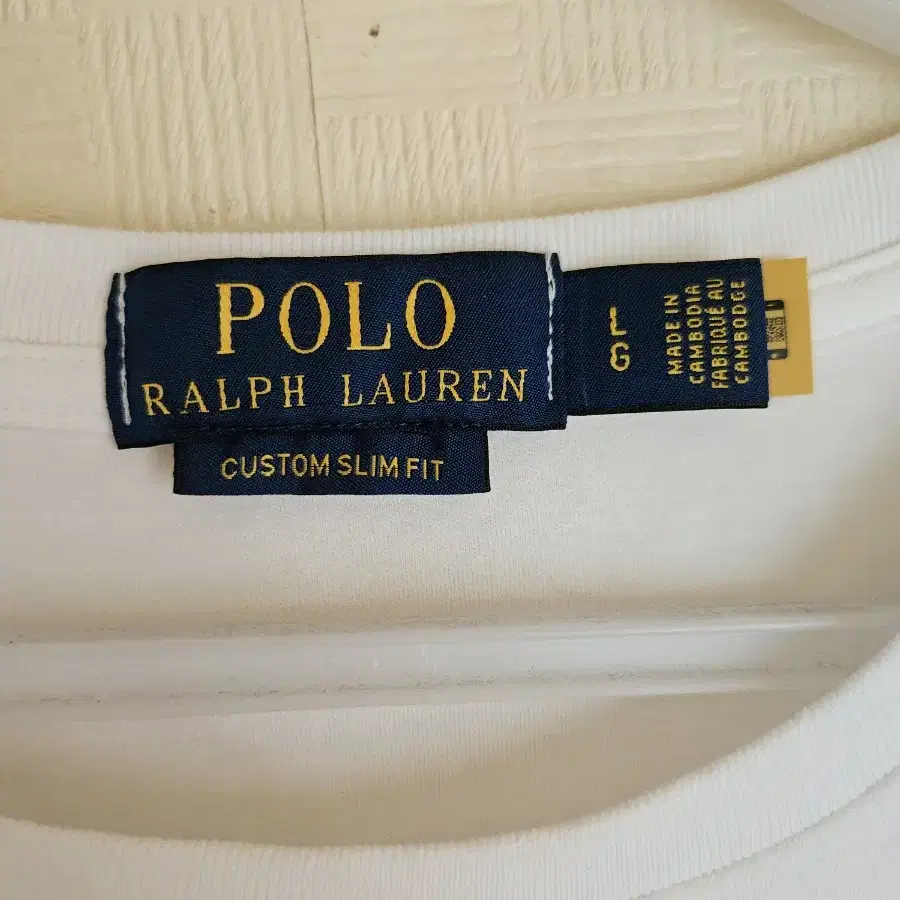 POLO
RALPH LAUREN
CUSTOM SLIM FIT
L
G
MADE IN
CAMBODIA
FABRIQUÉ AU
CAMBODGE